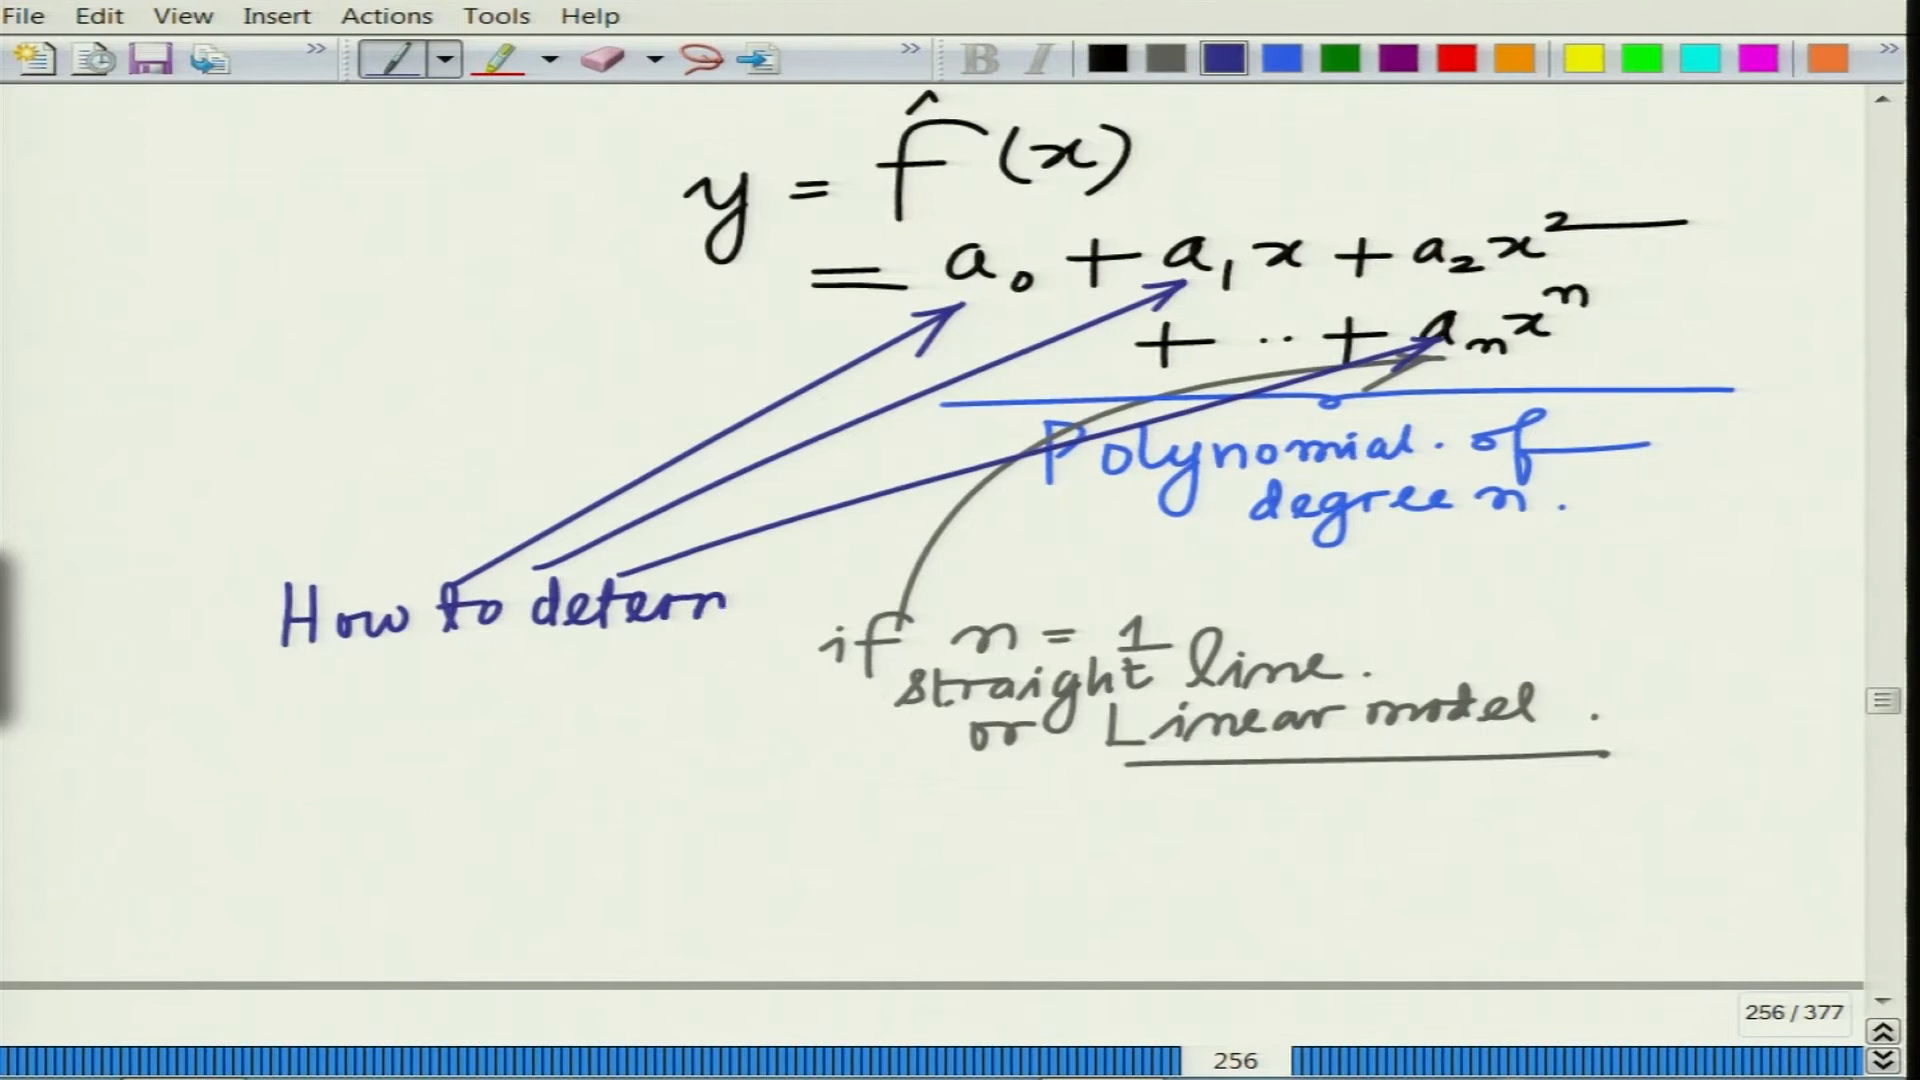 File Edit View Insert Actions Tools Help
B I
y = f̂(x)
= a₀ + a₁x + a₂x²
+ ·· + aₙxⁿ
Polynomial. of
degree n.
How to determ
if n = 1
straight line.
or Linear model.
256 / 377
256